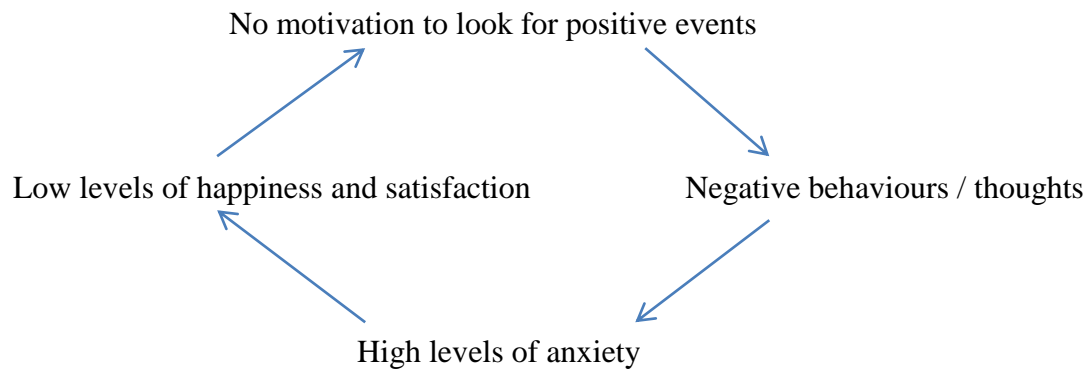 No motivation to look for positive events
Low levels of happiness and satisfaction
Negative behaviours / thoughts
High levels of anxiety